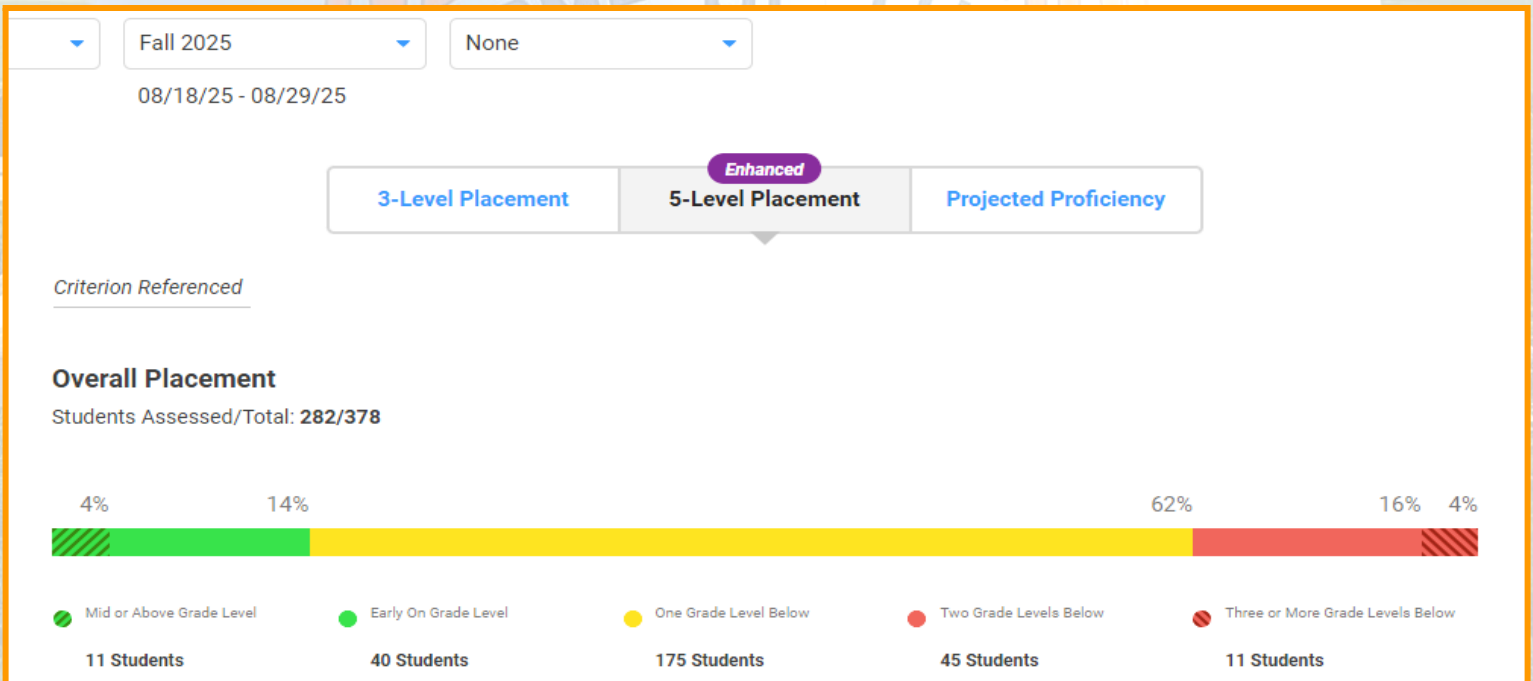 Fall 2025 None
08/18/25 - 08/29/25
Enhanced
3-Level Placement 5-Level Placement Projected Proficiency
Criterion Referenced
Overall Placement
Students Assessed/Total: 282/378
4% 14% 62% 16% 4%
Mid or Above Grade Level Early On Grade Level One Grade Level Below Two Grade Levels Below Three or More Grade Levels Below
11 Students 40 Students 175 Students 45 Students 11 Students